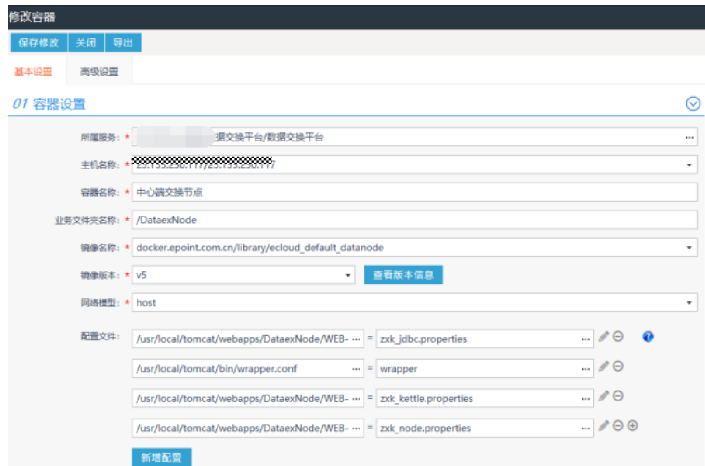 修改容器
保存修改 关闭 导出
基本设置 高级设置
01 容器设置
所属服务: * 据交换平台/数据交换平台 ...
主机名称: *
容器名称: * 中心端交换节点
业务文件夹名称: * /DataexNode
镜像名称: * docker.epoint.com.cn/library/ecloud_default_datanode
镜像版本: * v5 查看版本信息
网络模型: * host
配置文件: /usr/local/tomcat/webapps/DataexNode/WEB- ... = zxk_jdbc.properties ...
/usr/local/tomcat/bin/wrapper.conf ... = wrapper ...
/usr/local/tomcat/webapps/DataexNode/WEB- ... = zxk_kettle.properties ...
/usr/local/tomcat/webapps/DataexNode/WEB- ... = zxk_node.properties ...
新增配置